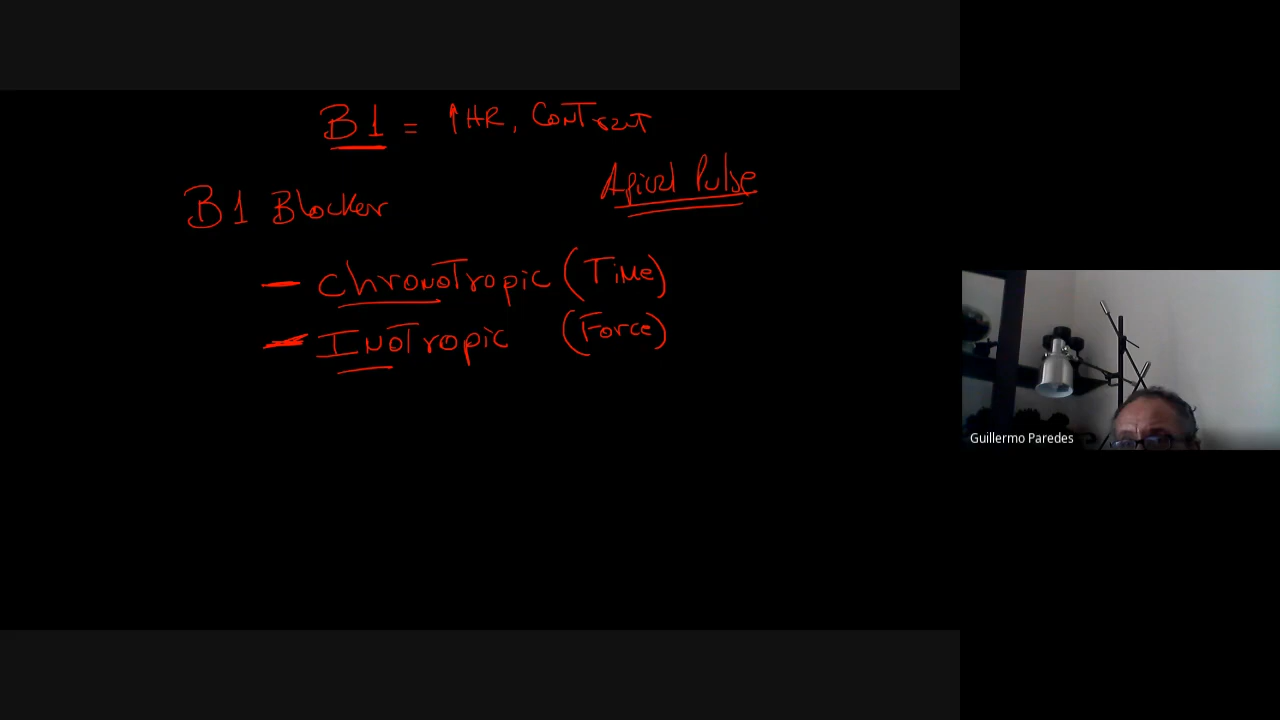 B1 = ↑HR, Contract
Apical Pulse
B1 Blocker
- ChronoTropic (Time)
- InoTropic (Force)
Guillermo Paredes